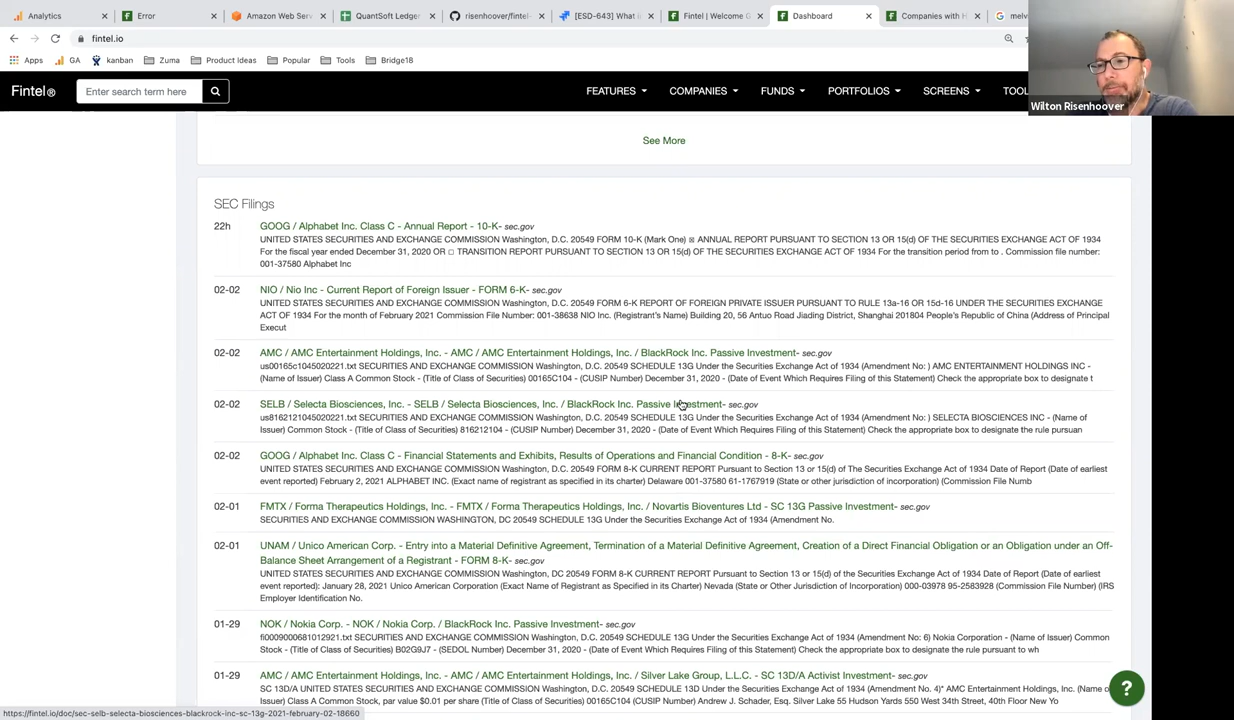 Analytics
Error
Amazon Web Serv
QuantSoft Ledger
risenhoover/fintel-
[ESD-643] What i
Fintel | Welcome G
Dashboard
Companies with H
melv
fintel.io
Apps
GA
kanban
Zuma
Product Ideas
Popular
Tools
Bridge18
Fintel
Enter search term here
FEATURES
COMPANIES
FUNDS
PORTFOLIOS
SCREENS
TOOL
Wilton Risenhoover
See More
SEC Filings
22h
GOOG / Alphabet Inc. Class C - Annual Report - 10-K- sec.gov
UNITED STATES SECURITIES AND EXCHANGE COMMISSION Washington, D.C. 20549 FORM 10-K (Mark One) ☒ ANNUAL REPORT PURSUANT TO SECTION 13 OR 15(d) OF THE SECURITIES EXCHANGE ACT OF 1934
For the fiscal year ended December 31, 2020 OR ☐ TRANSITION REPORT PURSUANT TO SECTION 13 OR 15(d) OF THE SECURITIES EXCHANGE ACT OF 1934 For the transition period from to . Commission file number:
001-37580 Alphabet Inc
02-02
NIO / Nio Inc - Current Report of Foreign Issuer - FORM 6-K- sec.gov
UNITED STATES SECURITIES AND EXCHANGE COMMISSION Washington, D.C. 20549 FORM 6-K REPORT OF FOREIGN PRIVATE ISSUER PURSUANT TO RULE 13a-16 OR 15d-16 UNDER THE SECURITIES EXCHANGE
ACT OF 1934 For the month of February 2021 Commission File Number: 001-38638 NIO Inc. (Registrant's Name) Building 20, 56 Antuo Road Jiading District, Shanghai 201804 People's Republic of China (Address of Principal
Execut
02-02
AMC / AMC Entertainment Holdings, Inc. - AMC / AMC Entertainment Holdings, Inc. / BlackRock Inc. Passive Investment- sec.gov
us00165c1045020221.txt SECURITIES AND EXCHANGE COMMISSION Washington, D.C. 20549 SCHEDULE 13G Under the Securities Exchange Act of 1934 (Amendment No: ) AMC ENTERTAINMENT HOLDINGS INC -
(Name of Issuer) Class A Common Stock - (Title of Class of Securities) 00165C104 - (CUSIP Number) December 31, 2020 - (Date of Event Which Requires Filing of this Statement) Check the appropriate box to designate t
02-02
SELB / Selecta Biosciences, Inc. - SELB / Selecta Biosciences, Inc. / BlackRock Inc. Passive Investment- sec.gov
us8162121045020221.txt SECURITIES AND EXCHANGE COMMISSION Washington, D.C. 20549 SCHEDULE 13G Under the Securities Exchange Act of 1934 (Amendment No: ) SELECTA BIOSCIENCES INC - (Name of
Issuer) Common Stock - (Title of Class of Securities) 816212104 - (CUSIP Number) December 31, 2020 - (Date of Event Which Requires Filing of this Statement) Check the appropriate box to designate the rule pursuan
02-02
GOOG / Alphabet Inc. Class C - Financial Statements and Exhibits, Results of Operations and Financial Condition - 8-K- sec.gov
UNITED STATES SECURITIES AND EXCHANGE COMMISSION Washington, D.C. 20549 FORM 8-K CURRENT REPORT Pursuant to Section 13 or 15(d) of The Securities Exchange Act of 1934 Date of Report (Date of earliest
event reported) February 2, 2021 ALPHABET INC. (Exact name of registrant as specified in its charter) Delaware 001-37580 61-1767919 (State or other jurisdiction of incorporation) (Commission File Numb
02-01
FMTX / Forma Therapeutics Holdings, Inc. - FMTX / Forma Therapeutics Holdings, Inc. / Novartis Bioventures Ltd - SC 13G Passive Investment- sec.gov
SECURITIES AND EXCHANGE COMMISSION WASHINGTON, DC 20549 SCHEDULE 13G Under the Securities Exchange Act of 1934 (Amendment No.
02-01
UNAM / Unico American Corp. - Entry into a Material Definitive Agreement, Termination of a Material Definitive Agreement, Creation of a Direct Financial Obligation or an Obligation under an Off-
Balance Sheet Arrangement of a Registrant - FORM 8-K- sec.gov
UNITED STATES SECURITIES AND EXCHANGE COMMISSION Washington, DC 20549 FORM 8-K CURRENT REPORT Pursuant to Section 13 or 15(d) of the Securities Exchange Act of 1934 Date of Report (Date of earliest
event reported): January 28, 2021 Unico American Corporation (Exact Name of Registrant as Specified in Its Charter) Nevada (State or Other Jurisdiction of Incorporation) 000-03978 95-2583928 (Commission File Number) (IRS
Employer Identification No.
01-29
NOK / Nokia Corp. - NOK / Nokia Corp. / BlackRock Inc. Passive Investment- sec.gov
fi0009000681012921.txt SECURITIES AND EXCHANGE COMMISSION Washington, D.C. 20549 SCHEDULE 13G Under the Securities Exchange Act of 1934 (Amendment No: 6) Nokia Corporation - (Name of Issuer) Common
Stock - (Title of Class of Securities) B02G9J7 - (SEDOL Number) December 31, 2020 - (Date of Event Which Requires Filing of this Statement) Check the appropriate box to designate the rule pursuant to wh
01-29
AMC / AMC Entertainment Holdings, Inc. - AMC / AMC Entertainment Holdings, Inc. / Silver Lake Group, L.L.C. - SC 13D/A Activist Investment- sec.gov
SC 13D/A UNITED STATES SECURITIES AND EXCHANGE COMMISSION Washington, D.C. 20549 SCHEDULE 13D Under the Securities Exchange Act of 1934 (Amendment No. 4)* AMC Entertainment Holdings, Inc. (Name o
Issuer) Class A Common Stock, par value $0.01 per share (Title of Class of Securities) 00165C104 (CUSIP Number) Andrew J. Schader, Esq. Silver Lake 55 Hudson Yards 550 West 34th Street, 40th Floor New Yo
?
https://fintel.io/doc/sec-selb-selecta-biosciences-blackrock-inc-sc-13g-2021-february-02-18660